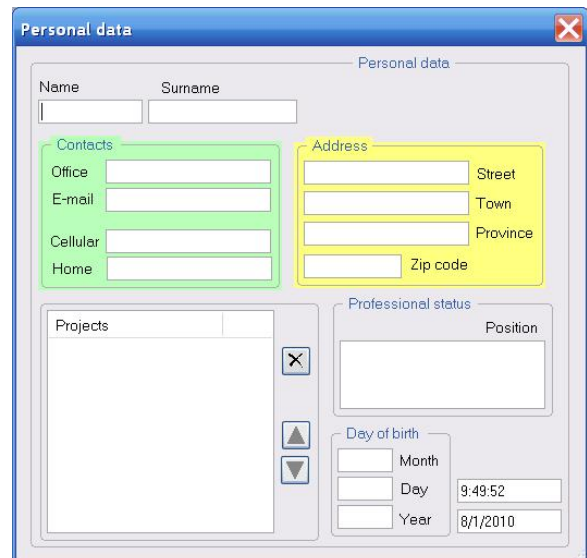 Personal data
Personal data
Name Surname
Contacts
Office
E-mail
Cellular
Home
Address
Street
Town
Province
Zip code
Projects
Professional status
Position
Day of birth
Month
Day
Year
9:49:52
8/1/2010